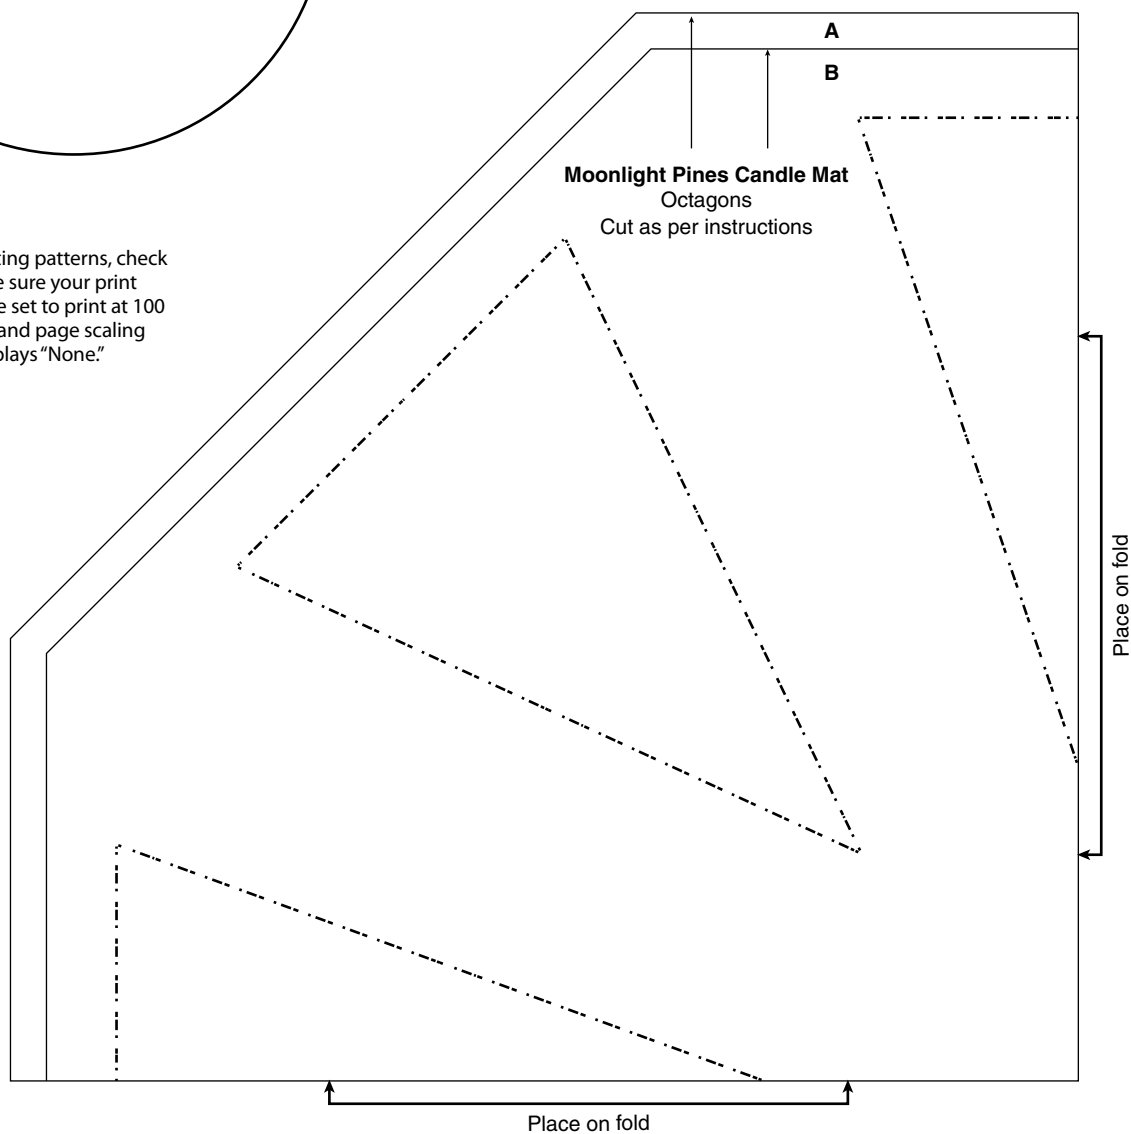 A
B
Moonlight Pines Candle Mat
Octagons
Cut as per instructions
ting patterns, check
e sure your print
e set to print at 100
and page scaling
plays “None.”
Place on fold
Place on fold